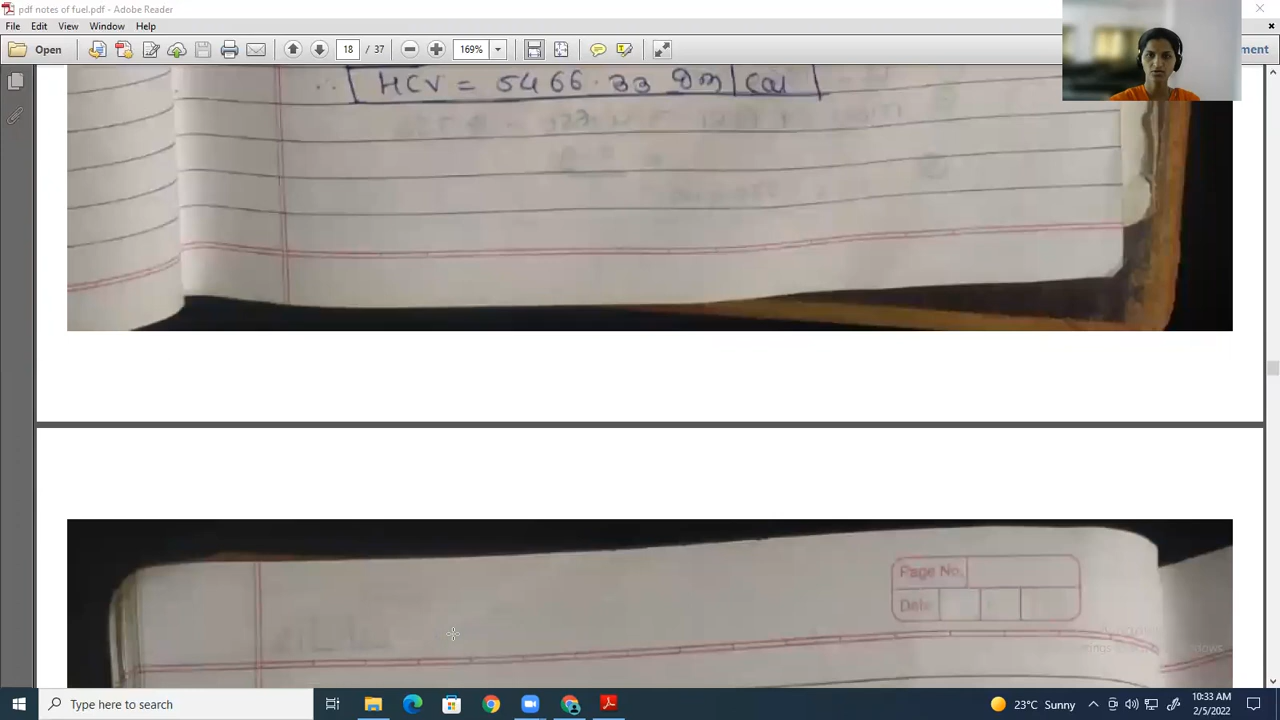 pdf notes of fuel.pdf - Adobe Reader
File Edit View Window Help
Open 18 / 37 169%
∴ HCV = 5466.33 gm/cal
Page No.
Date
Type here to search
23°C Sunny
10:33 AM
2/5/2022